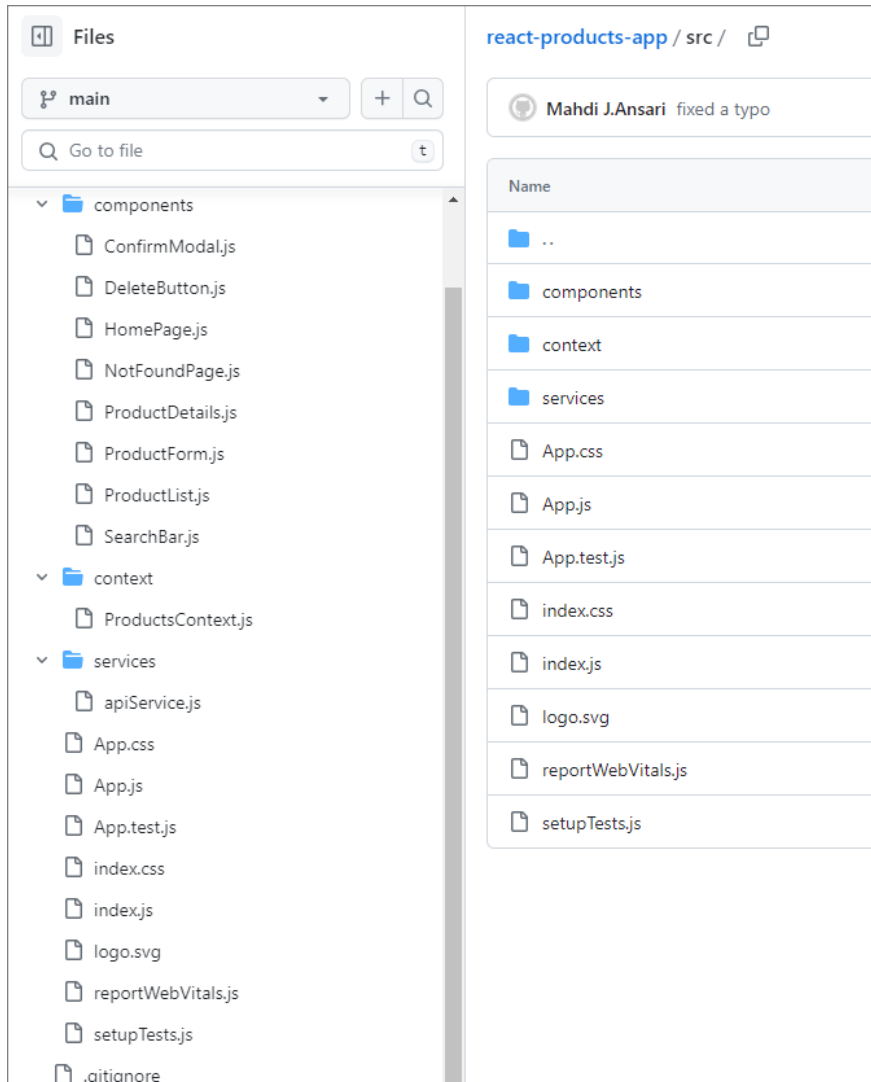 Files
main
Go to file
t
components
ConfirmModal.js
DeleteButton.js
HomePage.js
NotFoundPage.js
ProductDetails.js
ProductForm.js
ProductList.js
SearchBar.js
context
ProductsContext.js
services
apiService.js
App.css
App.js
App.test.js
index.css
index.js
logo.svg
reportWebVitals.js
setupTests.js
.gitignore
react-products-app / src /
Mahdi J.Ansari fixed a typo
Name
..
components
context
services
App.css
App.js
App.test.js
index.css
index.js
logo.svg
reportWebVitals.js
setupTests.js